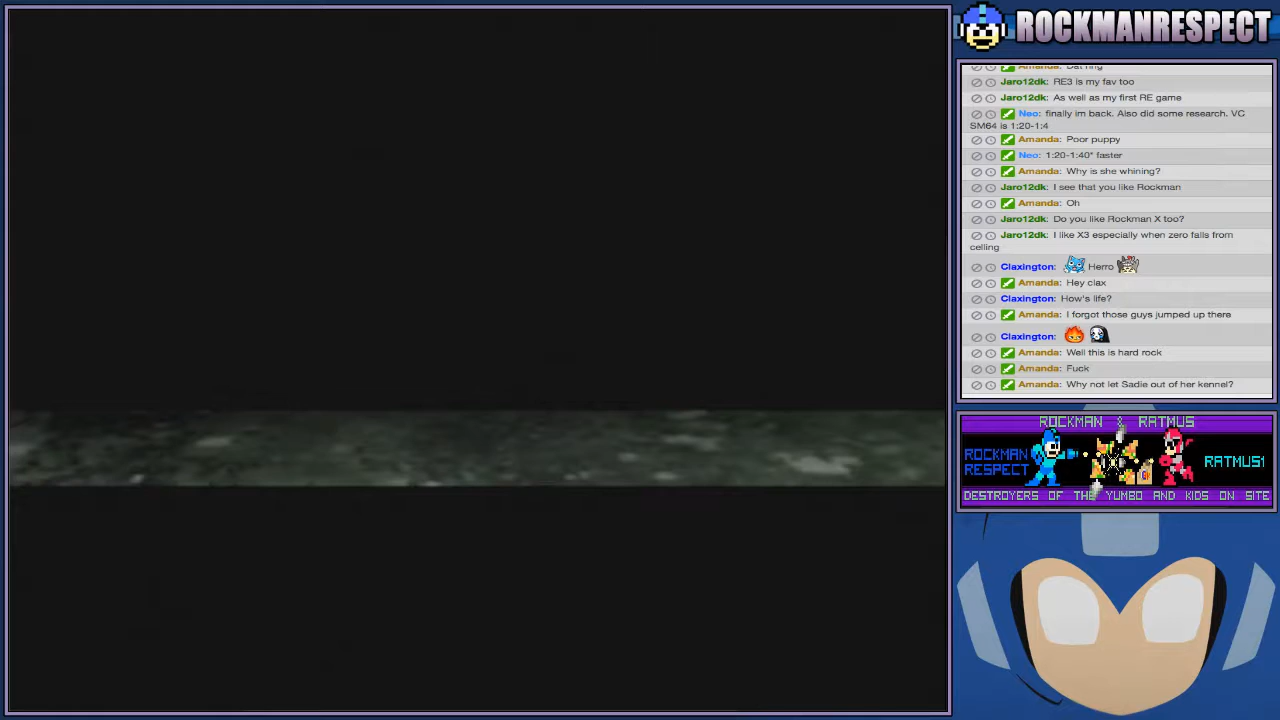 ROCKMANRESPECT
Jaro12dk: RE3 is my fav too
Jaro12dk: As well as my first RE game
Neo: finally im back. Also did some research. VC
SM64 is 1:20-1:4
Amanda: Poor puppy
Neo: 1:20-1:40* faster
Amanda: Why is she whining?
Jaro12dk: I see that you like Rockman
Amanda: Oh
Jaro12dk: Do you like Rockman X too?
Jaro12dk: I like X3 especially when zero falls from
celling
Claxington: Herro
Amanda: Hey clax
Claxington: How's life?
Amanda: I forgot those guys jumped up there
Claxington:
Amanda: Well this is hard rock
Amanda: Fuck
Amanda: Why not let Sadie out of her kennel?
ROCKMAN & RATMUS
ROCKMAN
RESPECT
RATMUS1
DESTROYERS OF THE YUMBO AND KIDS ON SITE